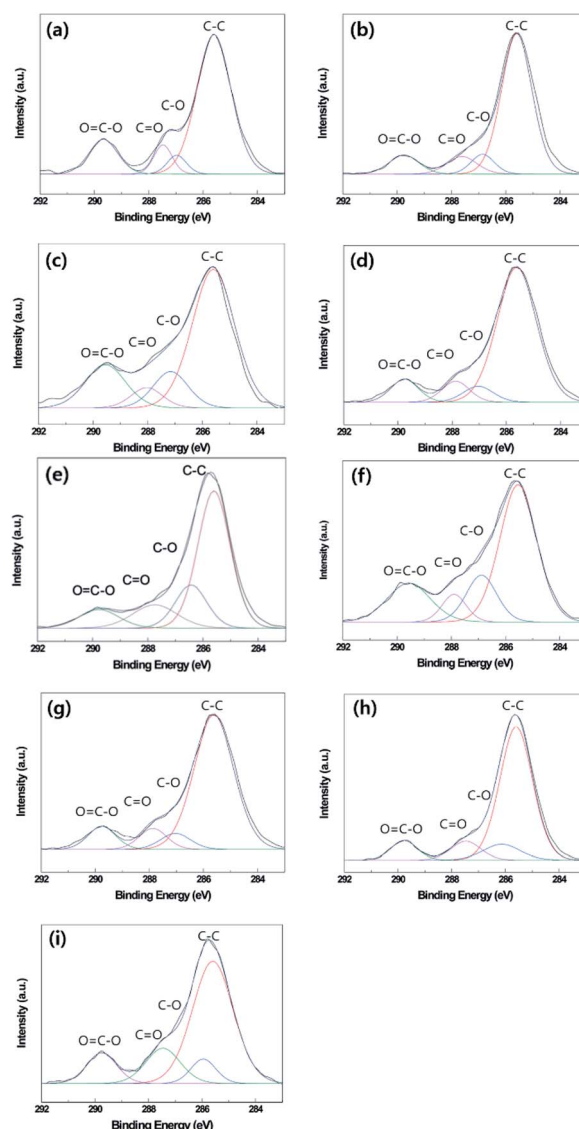 (a)
C-C
C-O
C=O
O=C-O
Intensity (a.u.)
292 290 288 286 284
Binding Energy (eV)
(b)
C-C
C-O
C=O
O=C-O
Intensity (a.u.)
292 290 288 286 284
Binding Energy (eV)
(c)
C-C
C-O
C=O
O=C-O
Intensity (a.u.)
292 290 288 286 284
Binding Energy (eV)
(d)
C-C
C-O
C=O
O=C-O
Intensity (a.u.)
292 290 288 286 284
Binding Energy (eV)
(e)
C-C
C-O
C=O
O=C-O
Intensity (a.u.)
292 290 288 286 284
Binding Energy (eV)
(f)
C-C
C-O
C=O
O=C-O
Intensity (a.u.)
292 290 288 286 284
Binding Energy (eV)
(g)
C-C
C-O
C=O
O=C-O
Intensity (a.u.)
292 290 288 286 284
Binding Energy (eV)
(h)
C-C
C-O
C=O
O=C-O
Intensity (a.u.)
292 290 288 286 284
Binding Energy (eV)
(i)
C-C
C-O
C=O
O=C-O
Intensity (a.u.)
292 290 288 286 284
Binding Energy (eV)